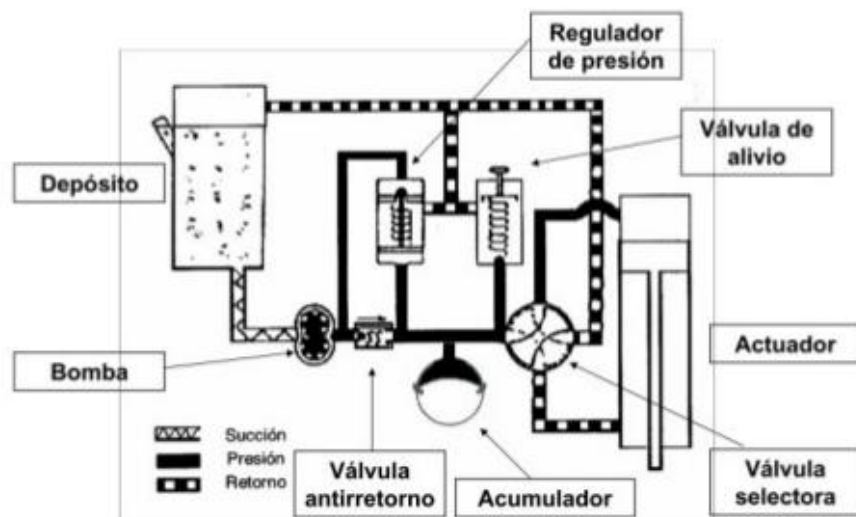 Regulador
de presión
Válvula de
alivio
Depósito
Actuador
Bomba
Succión
Presión
Retorno
Válvula
antirretorno
Acumulador
Válvula
selectora